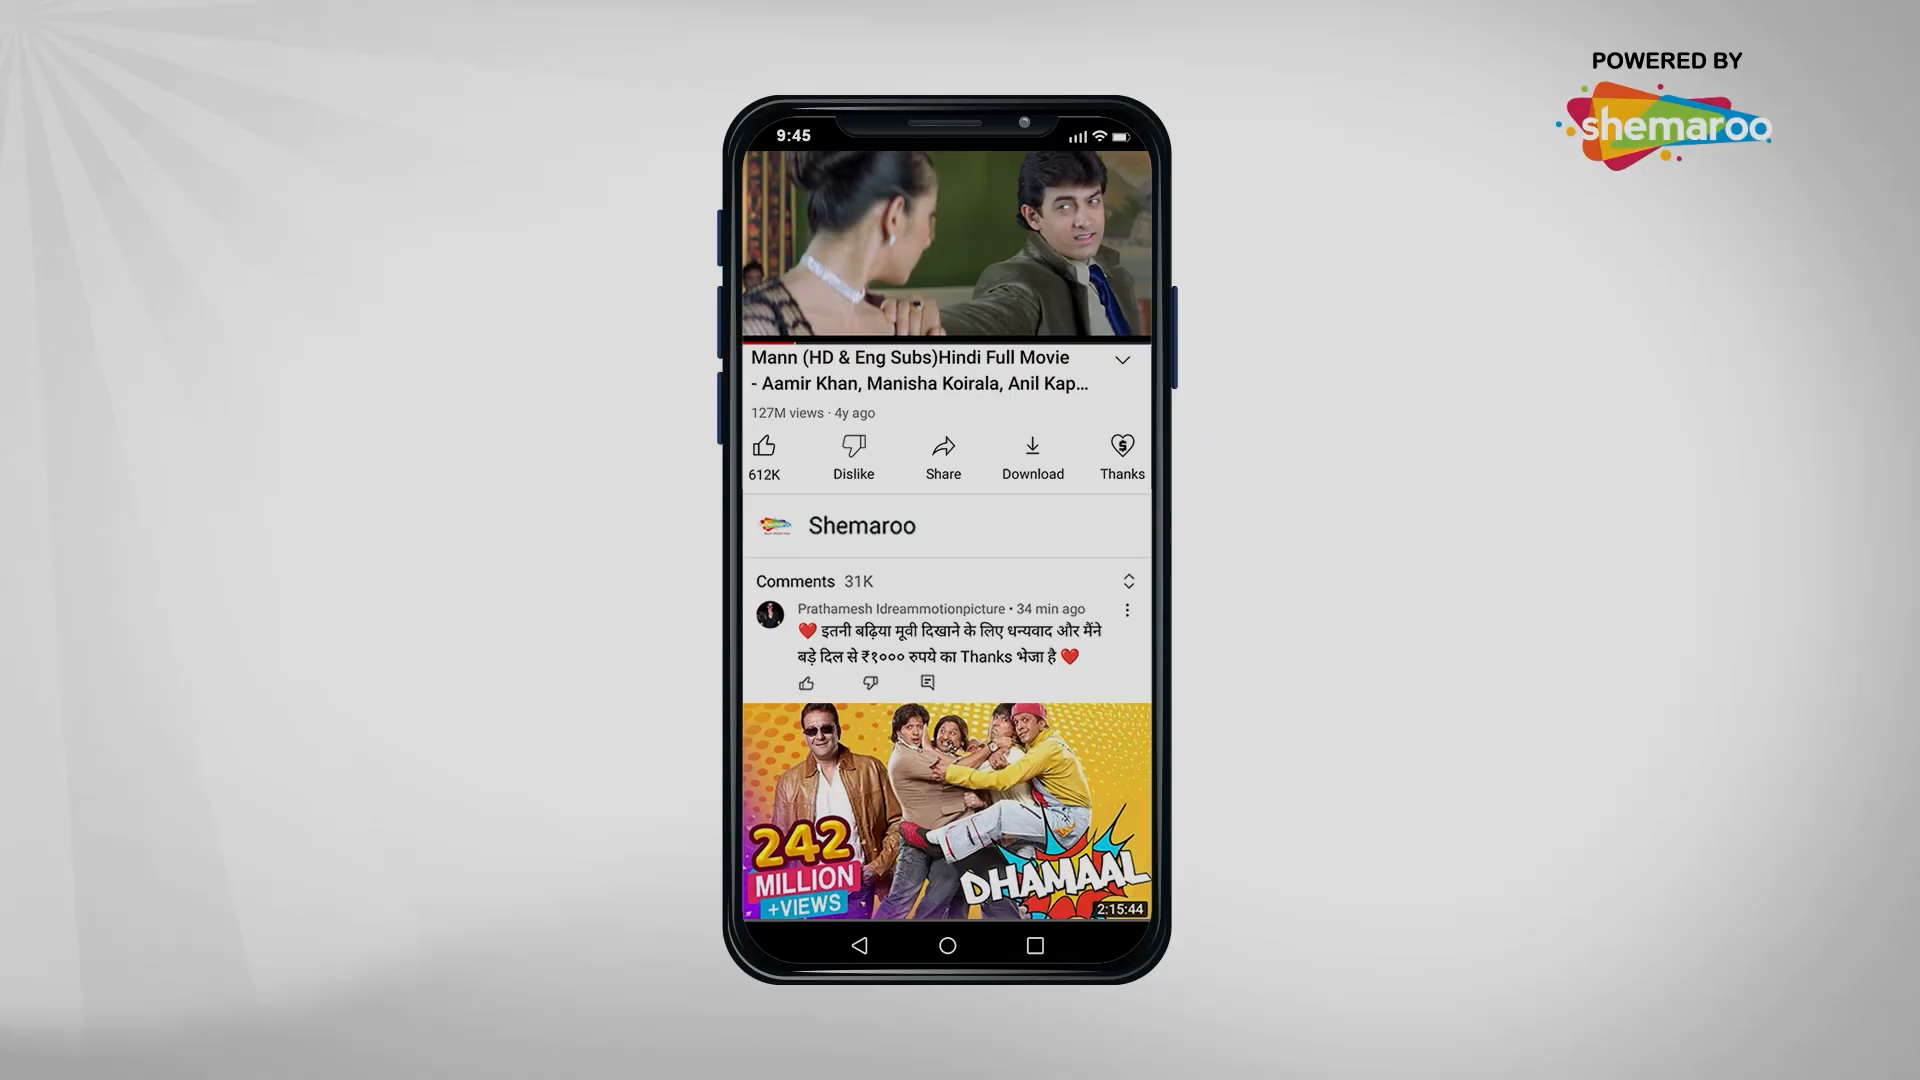 POWERED BY
shemaroo
9:45
Mann (HD & Eng Subs)Hindi Full Movie
- Aamir Khan, Manisha Koirala, Anil Kap...
127M views · 4y ago
612K
Dislike
Share
Download
Thanks
Shemaroo
Comments 31K
Prathamesh Idreammotionpicture • 34 min ago
❤️ इतनी बढ़िया मूवी दिखाने के लिए धन्यवाद और मैंने
बड़े दिल से ₹१००० रुपये का Thanks भेजा है ❤️
242
MILLION
+VIEWS
DHAMAAL
2:15:44